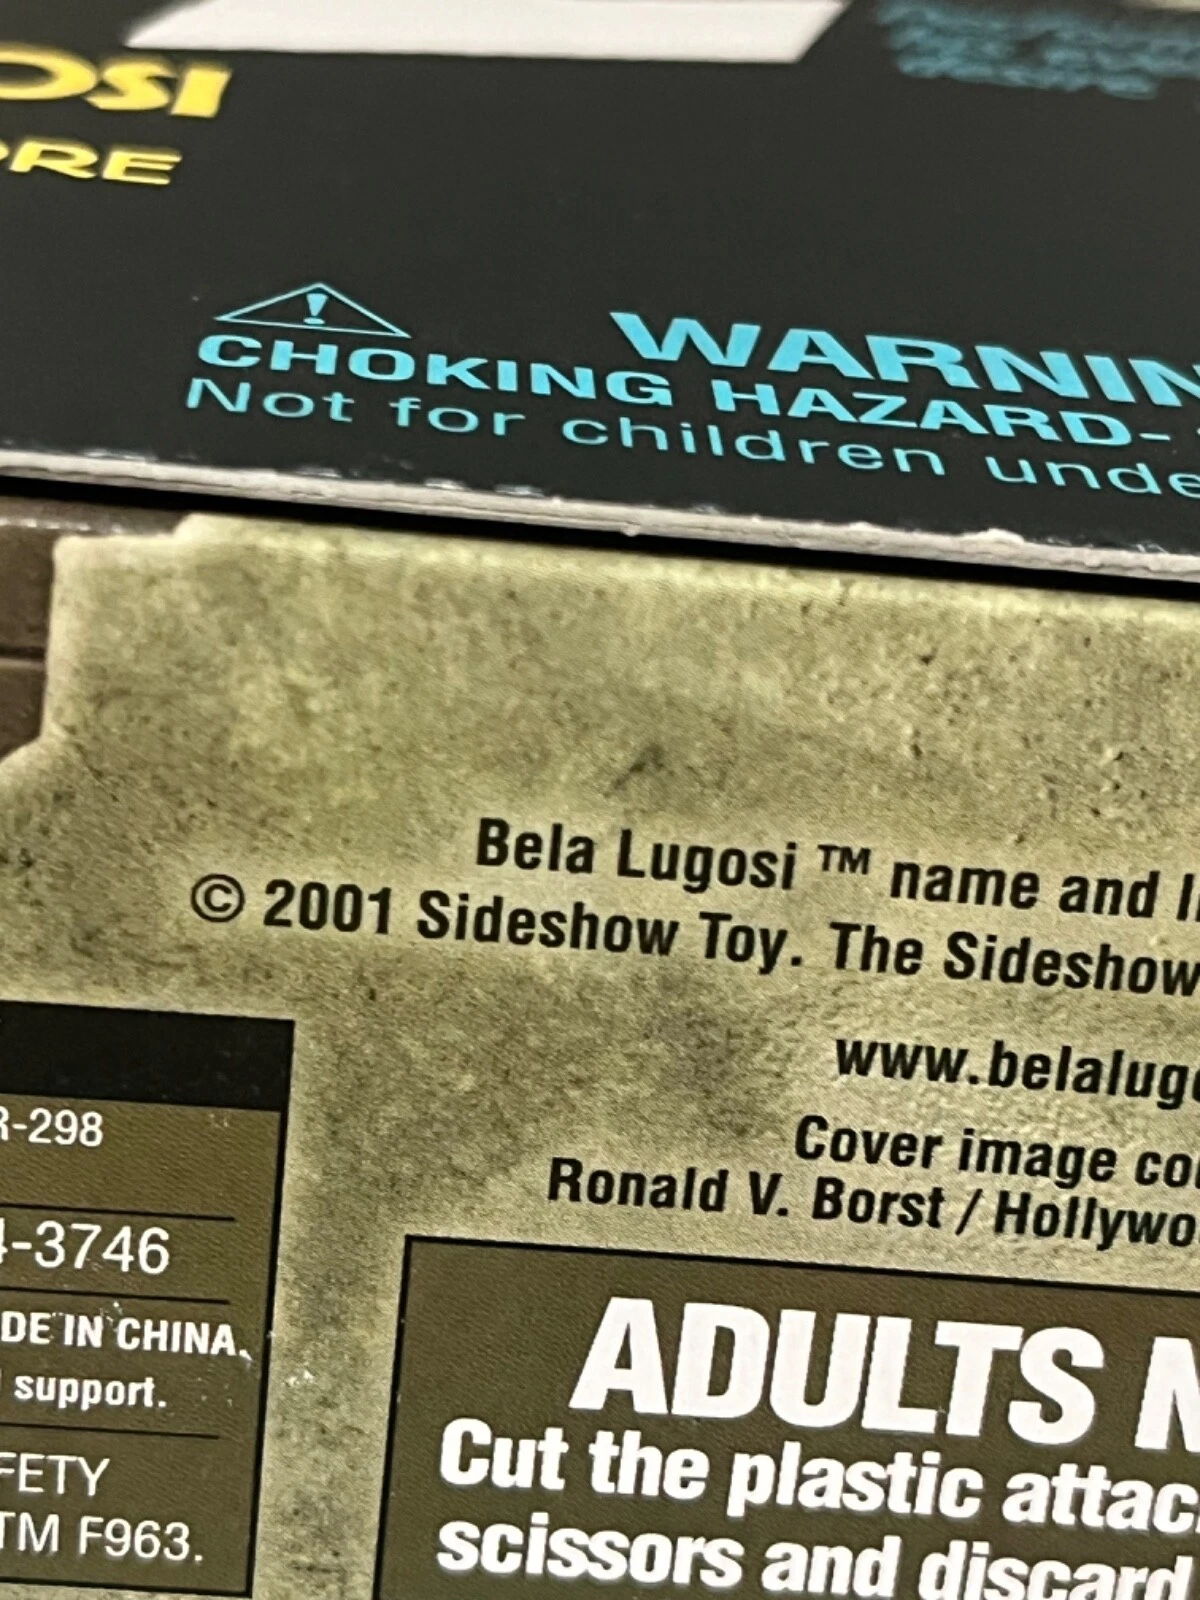 OSI
ORE
WARNIN
CHOKING HAZARD-
Not for children unde
Bela Lugosi ™ name and l
© 2001 Sideshow Toy. The Sideshow
www.belalugo
Cover image cou
Ronald V. Borst / Hollywo
R-298
4-3746
DE IN CHINA.
support.
FETY
TM F963.
ADULTS
Cut the plastic attac
scissors and discard